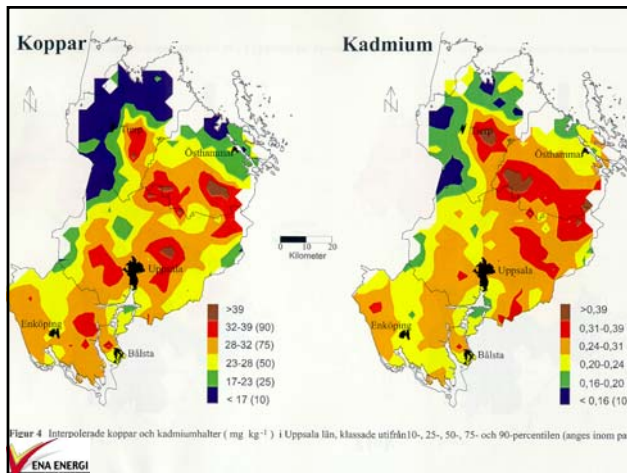 Koppar
Kadmium
N
N
Tierp
Tierp
Östhammar
Östhammar
0 10 20
Kilometer
Uppsala
Uppsala
>39
32-39 (90)
28-32 (75)
23-28 (50)
17-23 (25)
< 17 (10)
>0,39
0,31-0,39
0,24-0,31
0,20-0,24
0,16-0,20
< 0,16 (10
Enköping
Enköping
Bålsta
Bålsta
Figur 4 Interpolerade koppar och kadmiumhalter ( mg kg⁻¹ ) i Uppsala län, klassade utifrån10-, 25-, 50-, 75- och 90-percentilen (anges inom pa
ENA ENERGI